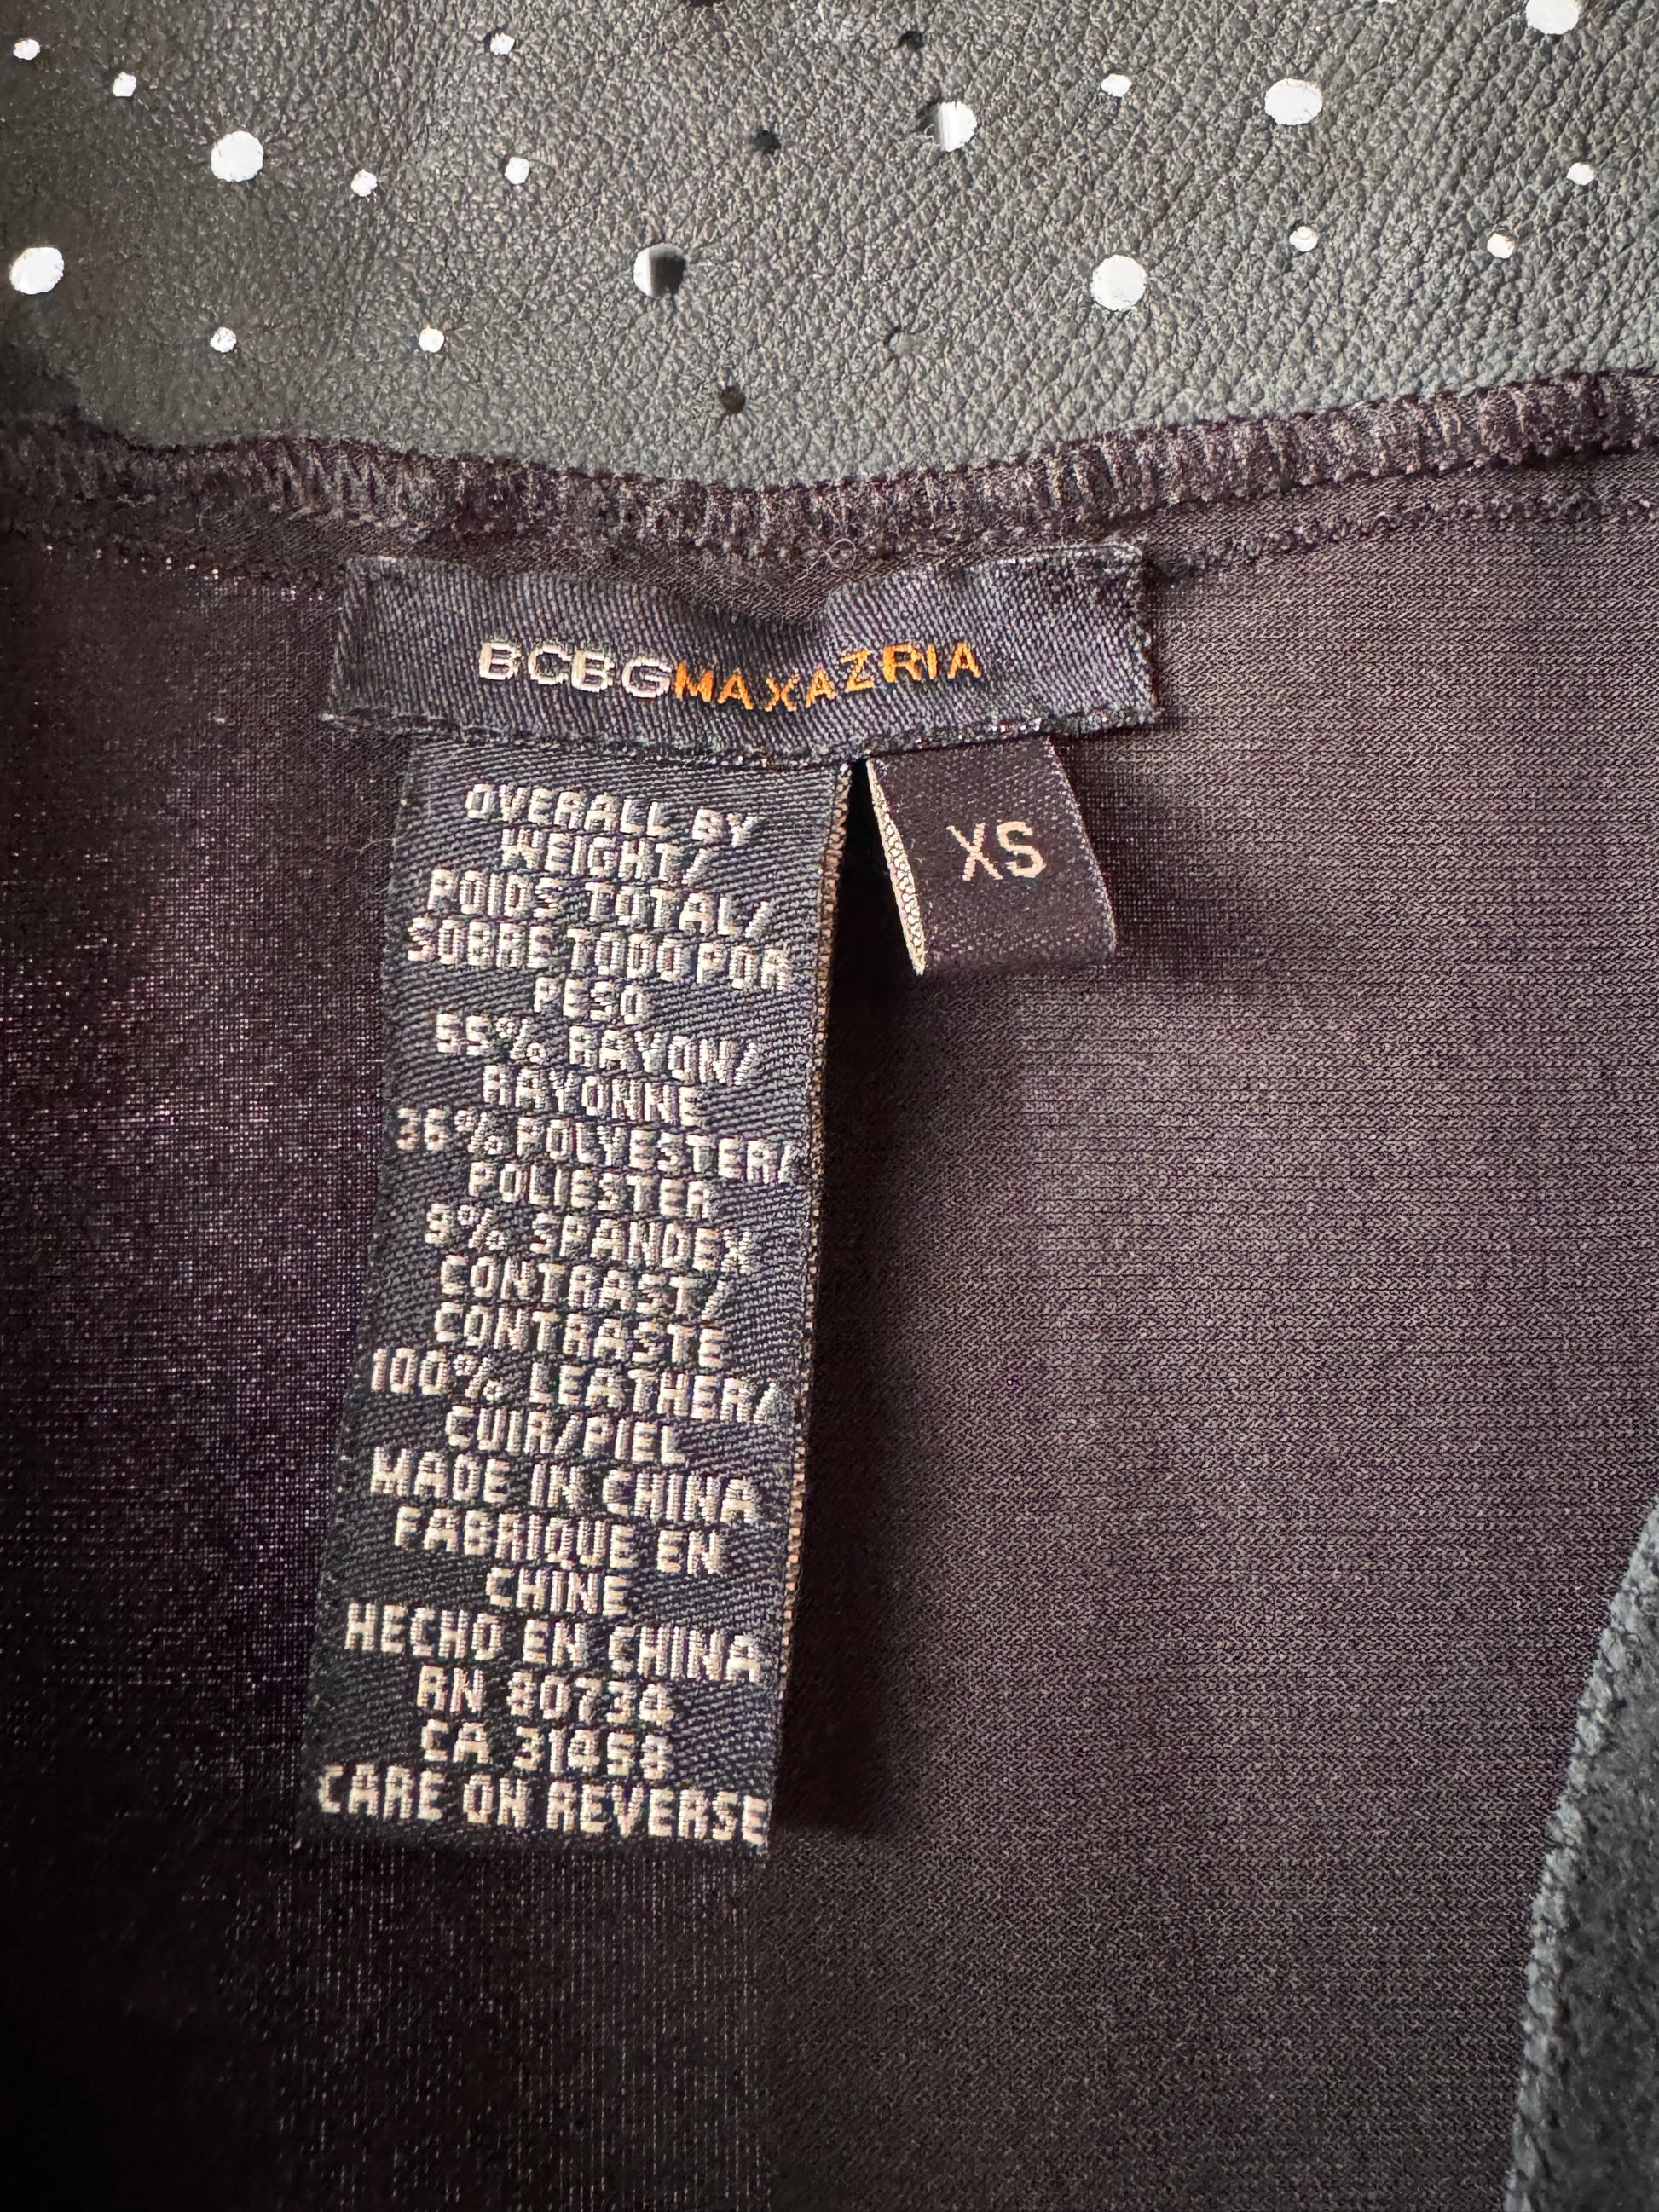 BCBGMAXAZRIA
XS
OVERALL BY
WEIGHT/
POIDS TOTAL/
SOBRE TODO POR
PESO
55% RAYON/
RAYONNE
36% POLYESTER/
POLIESTER
9% SPANDEX
CONTRAST/
CONTRASTE
100% LEATHER/
CUIR/PIEL
MADE IN CHINA
FABRIQUE EN
CHINE
HECHO EN CHINA
RN 80734
CA 31458
CARE ON REVERSE